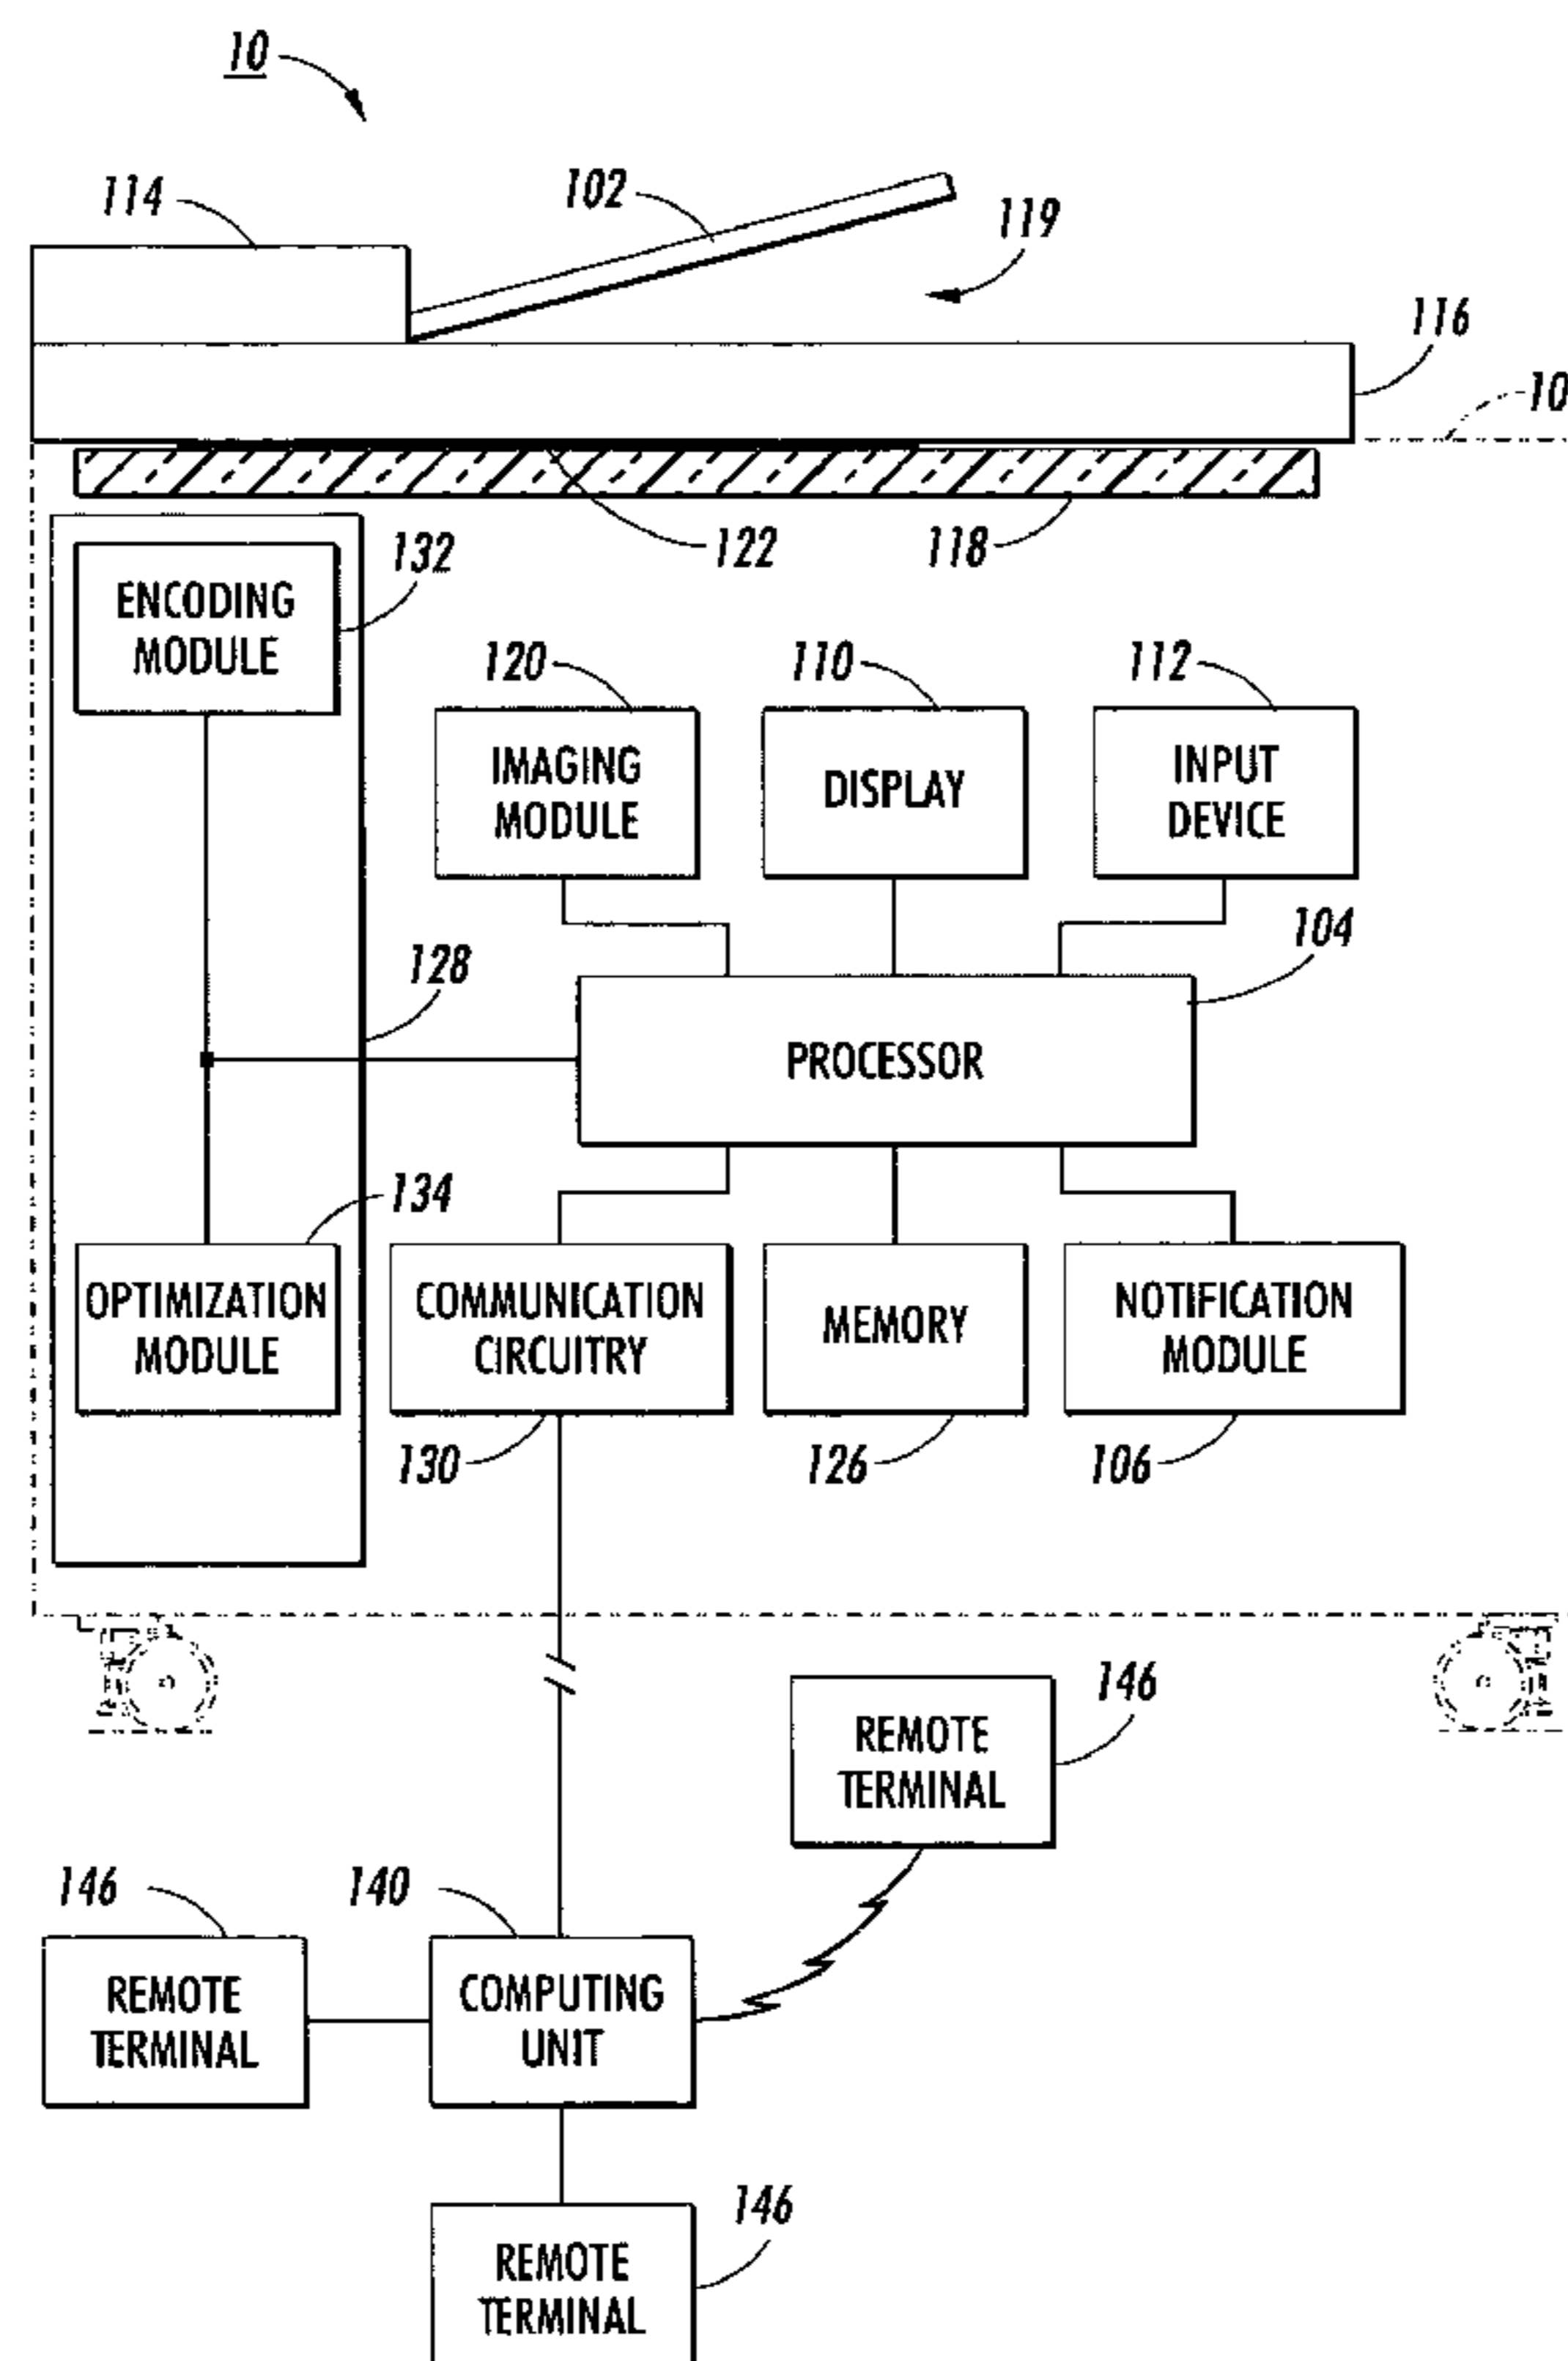 10
114
102
119
116
10
122
118
132
ENCODING
MODULE
120
110
112
IMAGING
MODULE
DISPLAY
INPUT
DEVICE
104
128
PROCESSOR
134
OPTIMIZATION
MODULE
COMMUNICATION
CIRCUITRY
MEMORY
NOTIFICATION
MODULE
130
126
106
146
REMOTE
TERMINAL
146
140
REMOTE
TERMINAL
COMPUTING
UNIT
146
REMOTE
TERMINAL